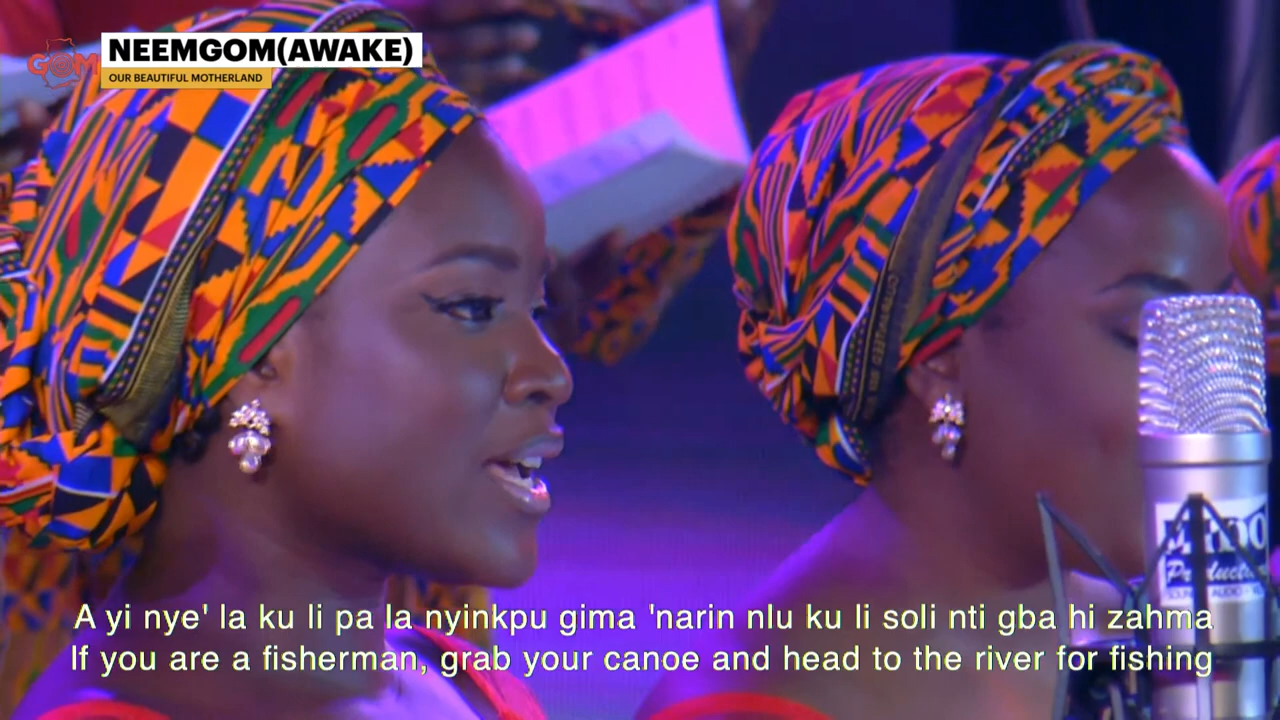 NEEMGOM(AWAKE)
OUR BEAUTIFUL MOTHERLAND
A yi nye' la ku li pa la nyinkpu gima 'narin nlu ku li soli nti gba hi zahma
If you are a fisherman, grab your canoe and head to the river for fishing